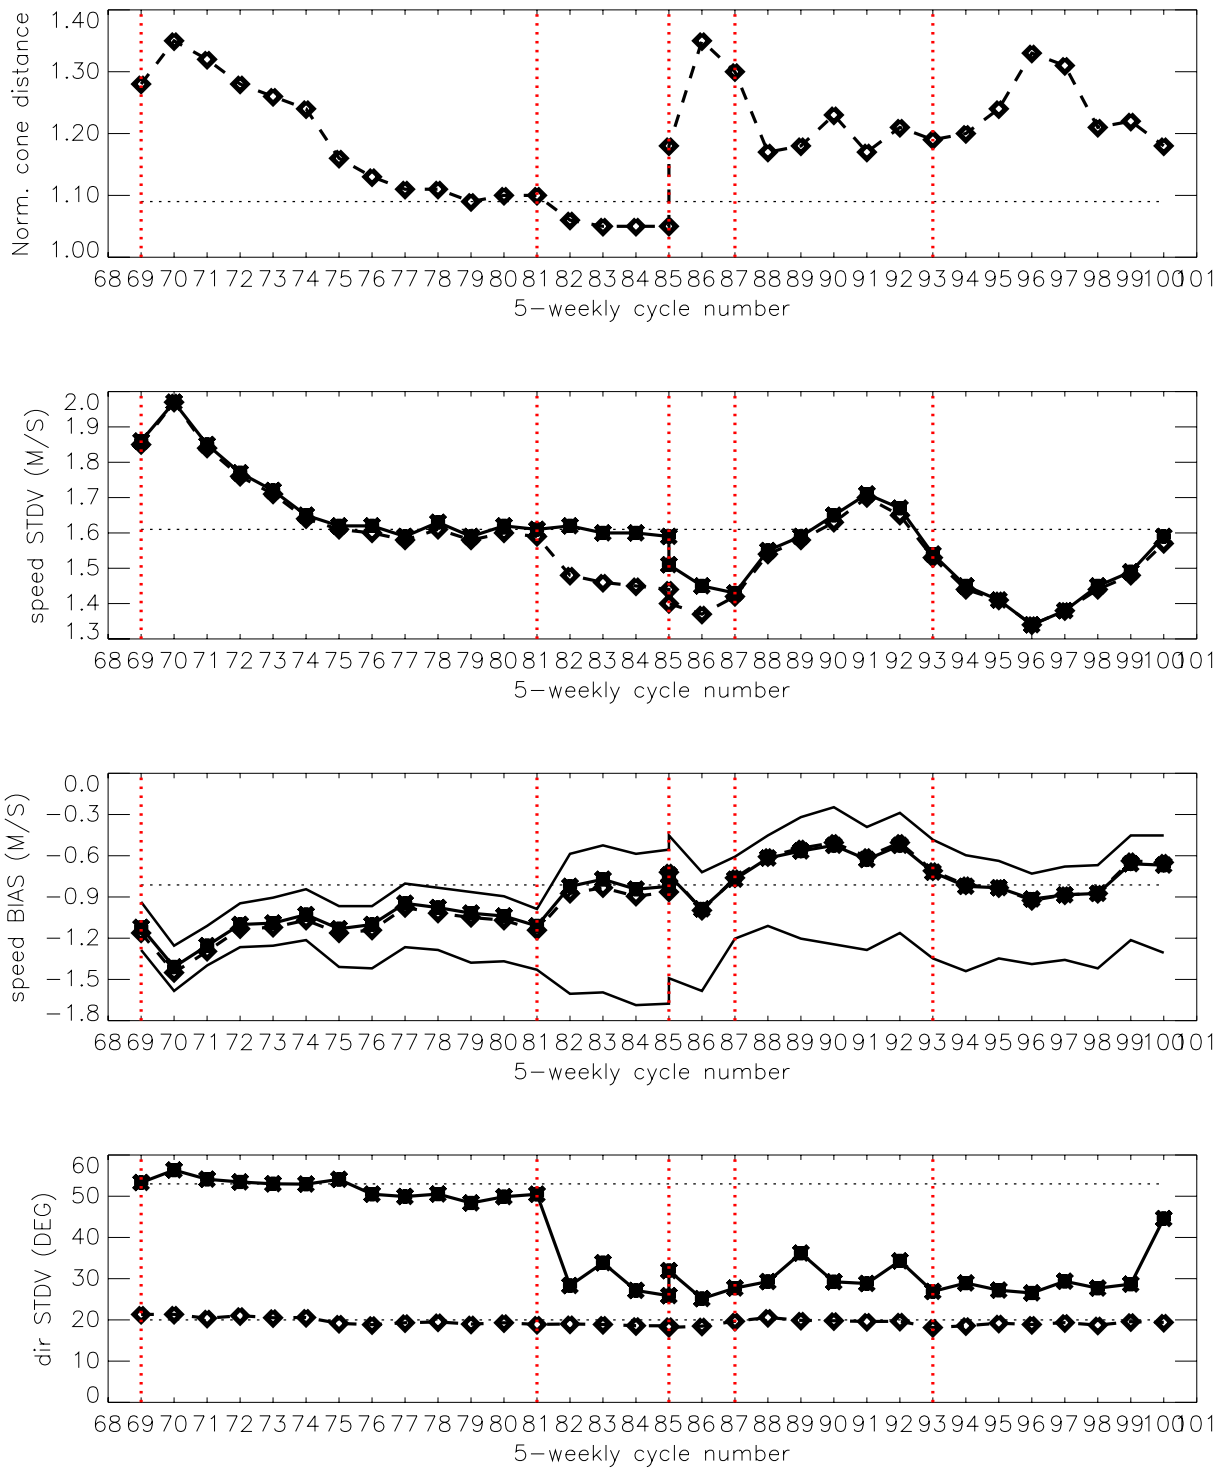 Norm. cone distance
1.40
1.30
1.20
1.10
1.00
68 69 70 71 72 73 74 75 76 77 78 79 80 81 82 83 84 85 86 87 88 89 90 91 92 93 94 95 96 97 98 99 100 101
5-weekly cycle number
speed STDV (M/S)
2.0
1.9
1.8
1.7
1.6
1.5
1.4
1.3
68 69 70 71 72 73 74 75 76 77 78 79 80 81 82 83 84 85 86 87 88 89 90 91 92 93 94 95 96 97 98 99 100 101
5-weekly cycle number
speed BIAS (M/S)
0.0
-0.3
-0.6
-0.9
-1.2
-1.5
-1.8
68 69 70 71 72 73 74 75 76 77 78 79 80 81 82 83 84 85 86 87 88 89 90 91 92 93 94 95 96 97 98 99 100 101
5-weekly cycle number
dir STDV (DEG)
60
50
40
30
20
10
0
68 69 70 71 72 73 74 75 76 77 78 79 80 81 82 83 84 85 86 87 88 89 90 91 92 93 94 95 96 97 98 99 100 101
5-weekly cycle number